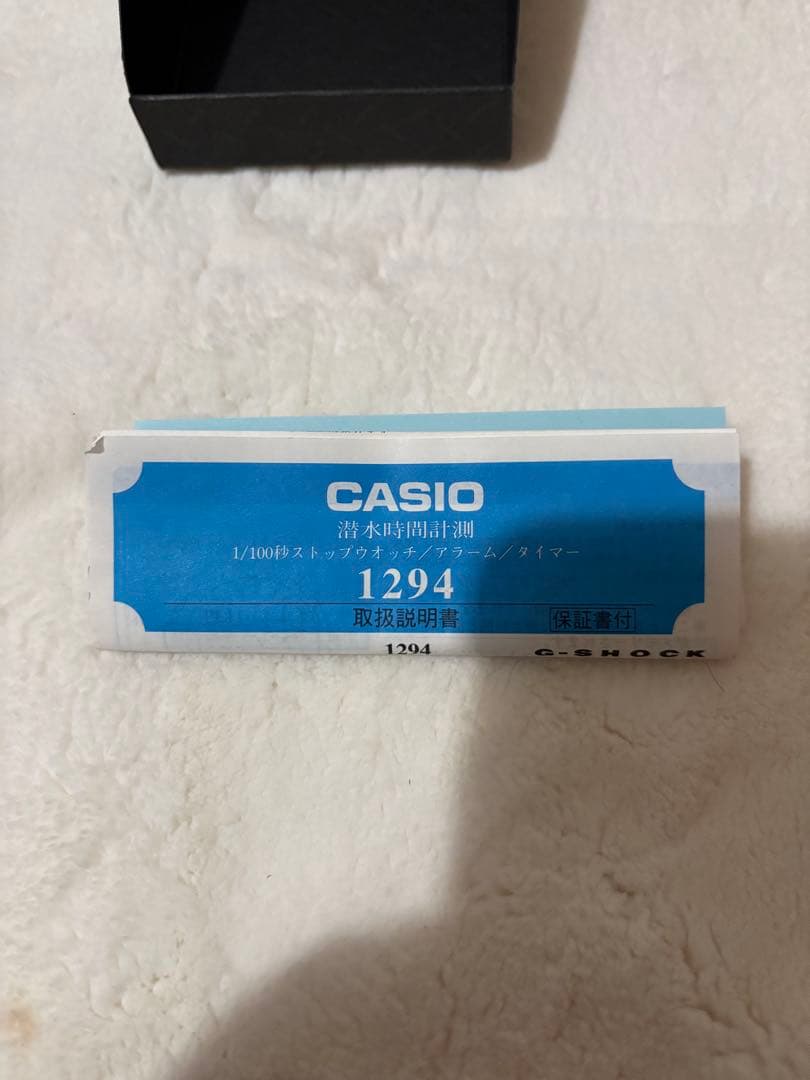 CASIO
潜水時間計測
1/100秒ストップウオッチ/アラーム/タイマー
1294
取扱説明書 保証書付
1294 G-SHOCK